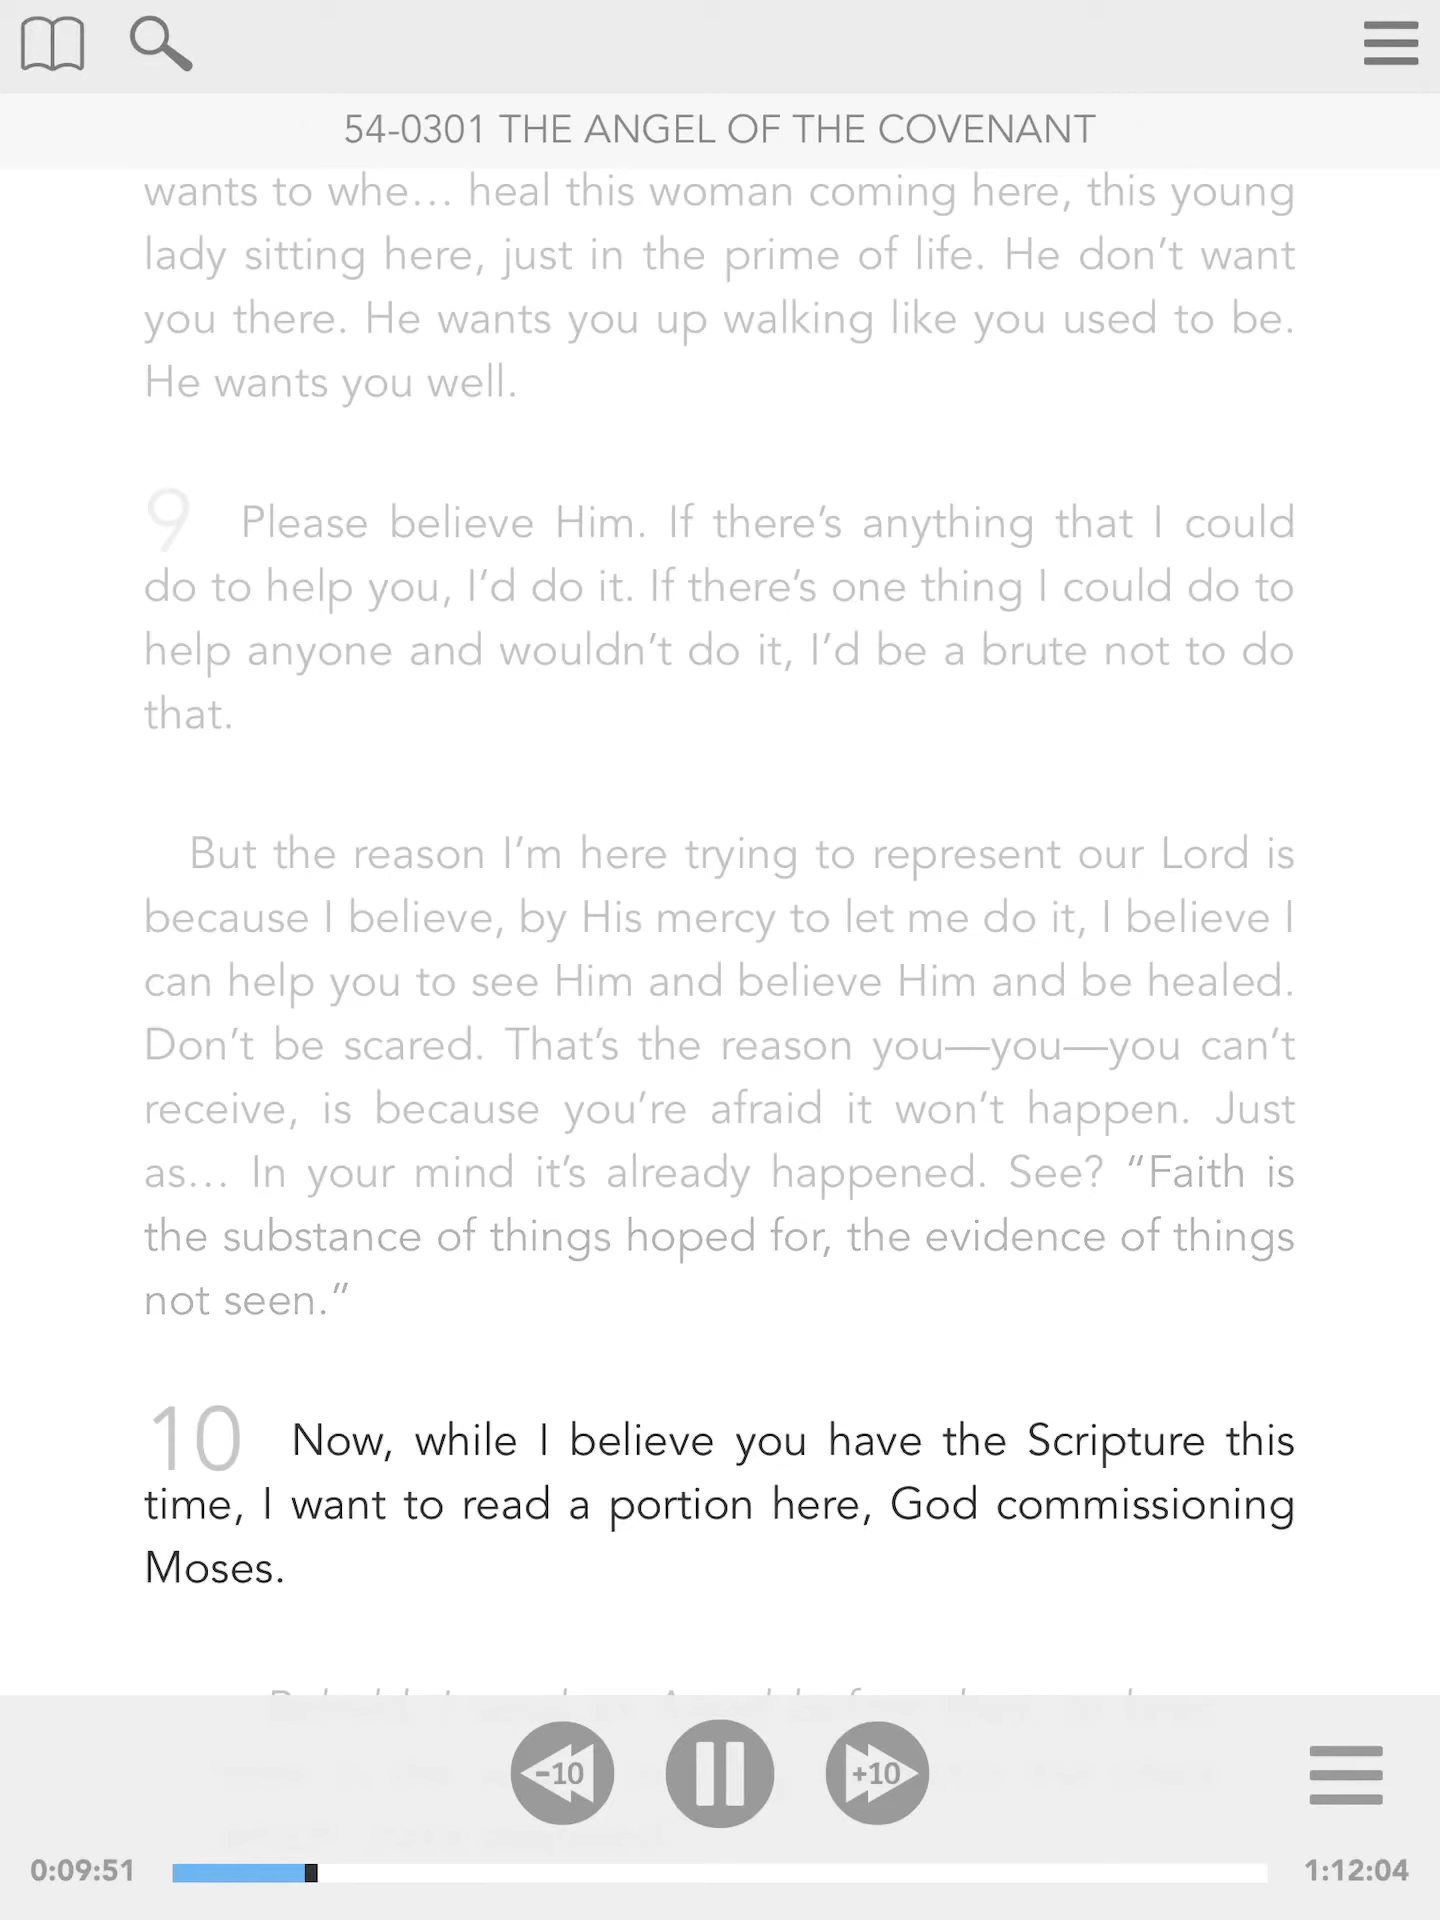 54-0301 THE ANGEL OF THE COVENANT
wants to whe… heal this woman coming here, this young
lady sitting here, just in the prime of life. He don’t want
you there. He wants you up walking like you used to be.
He wants you well.
9 Please believe Him. If there’s anything that I could
do to help you, I’d do it. If there’s one thing I could do to
help anyone and wouldn’t do it, I’d be a brute not to do
that.
But the reason I’m here trying to represent our Lord is
because I believe, by His mercy to let me do it, I believe I
can help you to see Him and believe Him and be healed.
Don’t be scared. That’s the reason you—you—you can’t
receive, is because you’re afraid it won’t happen. Just
as… In your mind it’s already happened. See? “Faith is
the substance of things hoped for, the evidence of things
not seen.”
10 Now, while I believe you have the Scripture this
time, I want to read a portion here, God commissioning
Moses.
-10 +10
0:09:51 1:12:04